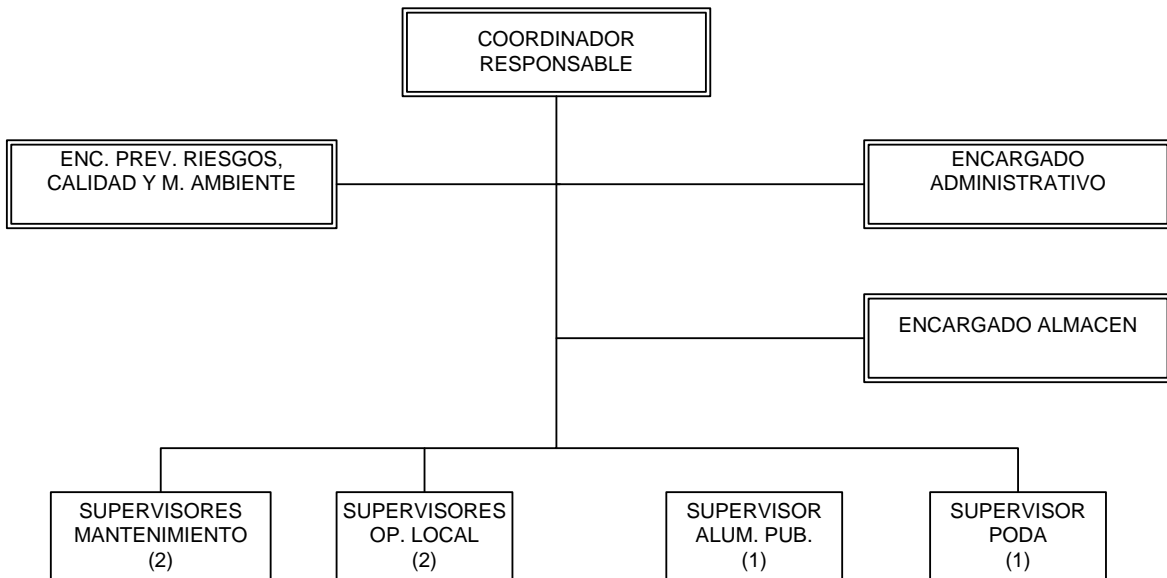 COORDINADOR
RESPONSABLE
ENC. PREV. RIESGOS,
CALIDAD Y M. AMBIENTE
ENCARGADO
ADMINISTRATIVO
ENCARGADO ALMACEN
SUPERVISORES
MANTENIMIENTO
(2)
SUPERVISORES
OP. LOCAL
(2)
SUPERVISOR
ALUM. PUB.
(1)
SUPERVISOR
PODA
(1)